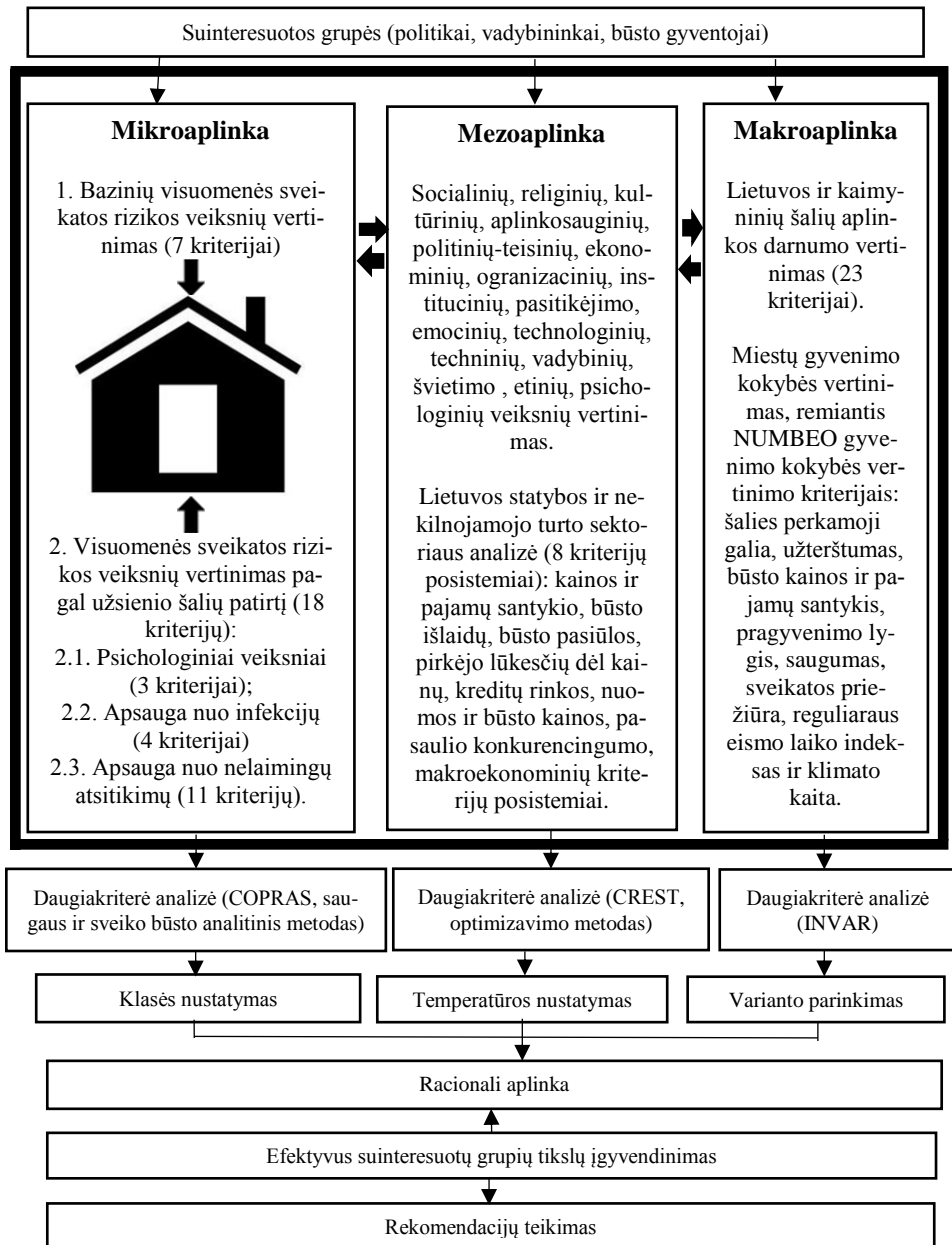 Suinteresuotos grupės (politikai, vadybininkai, būsto gyventojai)
Mikroaplinka
1. Bazinių visuomenės svei-
katos rizikos veiksnių vertini-
nimas (7 kriterijai)
2. Visuomenės sveikatos rizi-
kos veiksnių vertinimas pa-
gal užsienio šalių patirtį (18
kriterijų):
2.1. Psichologiniai veiksniai
(3 kriterijai);
2.2. Apsauga nuo infekcijų
(4 kriterijai)
2.3. Apsauga nuo nelaimingų
atsitikimų (11 kriterijų).
Mezoaplinka
Socialinių, religinių, kul-
tūrinių, aplinkosauginių,
politinių-teisinių, ekono-
minių, ogranizacinių, ins-
titucinių, pasitikėjimo,
emocinių, technologinių,
techninių, vadybinių,
švietimo , etinių, psicho-
loginių veiksnių vertini-
mas.
Lietuvos statybos ir ne-
kilnojamojo turto sekto-
riaus analizė (8 kriterijų
posistemiai): kainos ir
pajamų santykio, būsto
išlaidų, būsto pasiūlos,
pirkėjo lūkesčių dėl kai-
nų, kreditų rinkos, nuo-
mos ir būsto kainos, pa-
saulio konkurencingumo,
makroekonominių krite-
rijų posistemiai.
Makroaplinka
Lietuvos ir kaimy-
ninių šalių aplin-
kos darnumo verti-
nimas (23
kriterijai).
Miestų gyvenimo
kokybės vertini-
mas, remiantis
NUMBEO gyve-
nimo kokybės ver-
tinimo kriterijais:
šalies perkamoji
galia, užterštumas,
būsto kainos ir pa-
jamų santykis,
pragyvenimo ly-
gis, saugumas,
sveikatos prie-
žiūra, reguliaraus
eismo laiko indek-
sas ir klimato
kaita.
Daugiakriterė analizė (COPRAS, sau-
gaus ir sveiko būsto analitinis metodas)
Daugiakriterė analizė (CREST,
optimizavimo metodas)
Daugiakriterė analizė
(INVAR)
Klasės nustatymas
Temperatūros nustatymas
Varianto parinkimas
Racionali aplinka
Efektyvus suinteresuotų grupių tikslų įgyvendinimas
Rekomendacijų teikimas